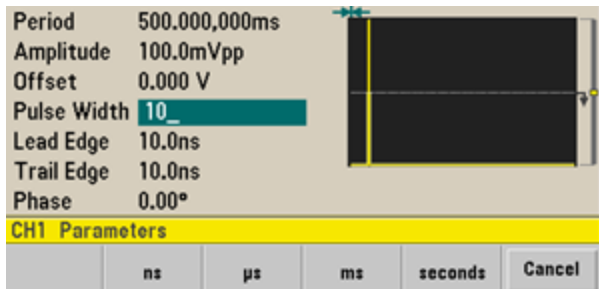 Period 500.000,000ms
Amplitude 100.0mVpp
Offset 0.000 V
Pulse Width 10_
Lead Edge 10.0ns
Trail Edge 10.0ns
Phase 0.00°
CH1 Parameters
ns µs ms seconds Cancel